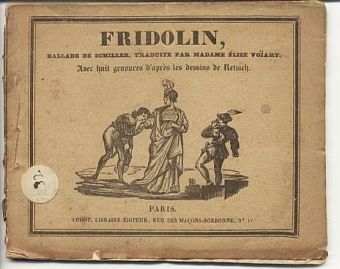 FRIDOLIN,
BALLADE DE SCHILLER, TRADUITE PAR MADAME ÉLISE VOÏART.
Avec huit gravures d'après les dessins de Retzsch.
PARIS.
AUDOT, LIBRAIRE-ÉDITEUR, RUE DES MAÇONS-SORBONNE, Nº 11.